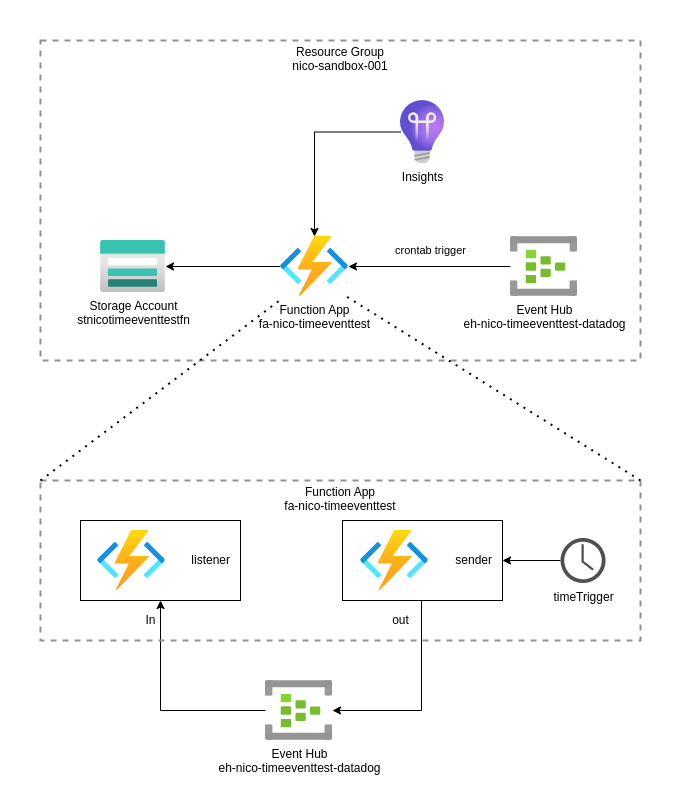 Resource Group
nico-sandbox-001
Insights
crontab trigger
Storage Account
stnicotimeeventtestfn
Function App
fa-nico-timeeventtest
Event Hub
eh-nico-timeeventtest-datadog
Function App
fa-nico-timeeventtest
listener
sender
timeTrigger
In
out
Event Hub
eh-nico-timeeventtest-datadog